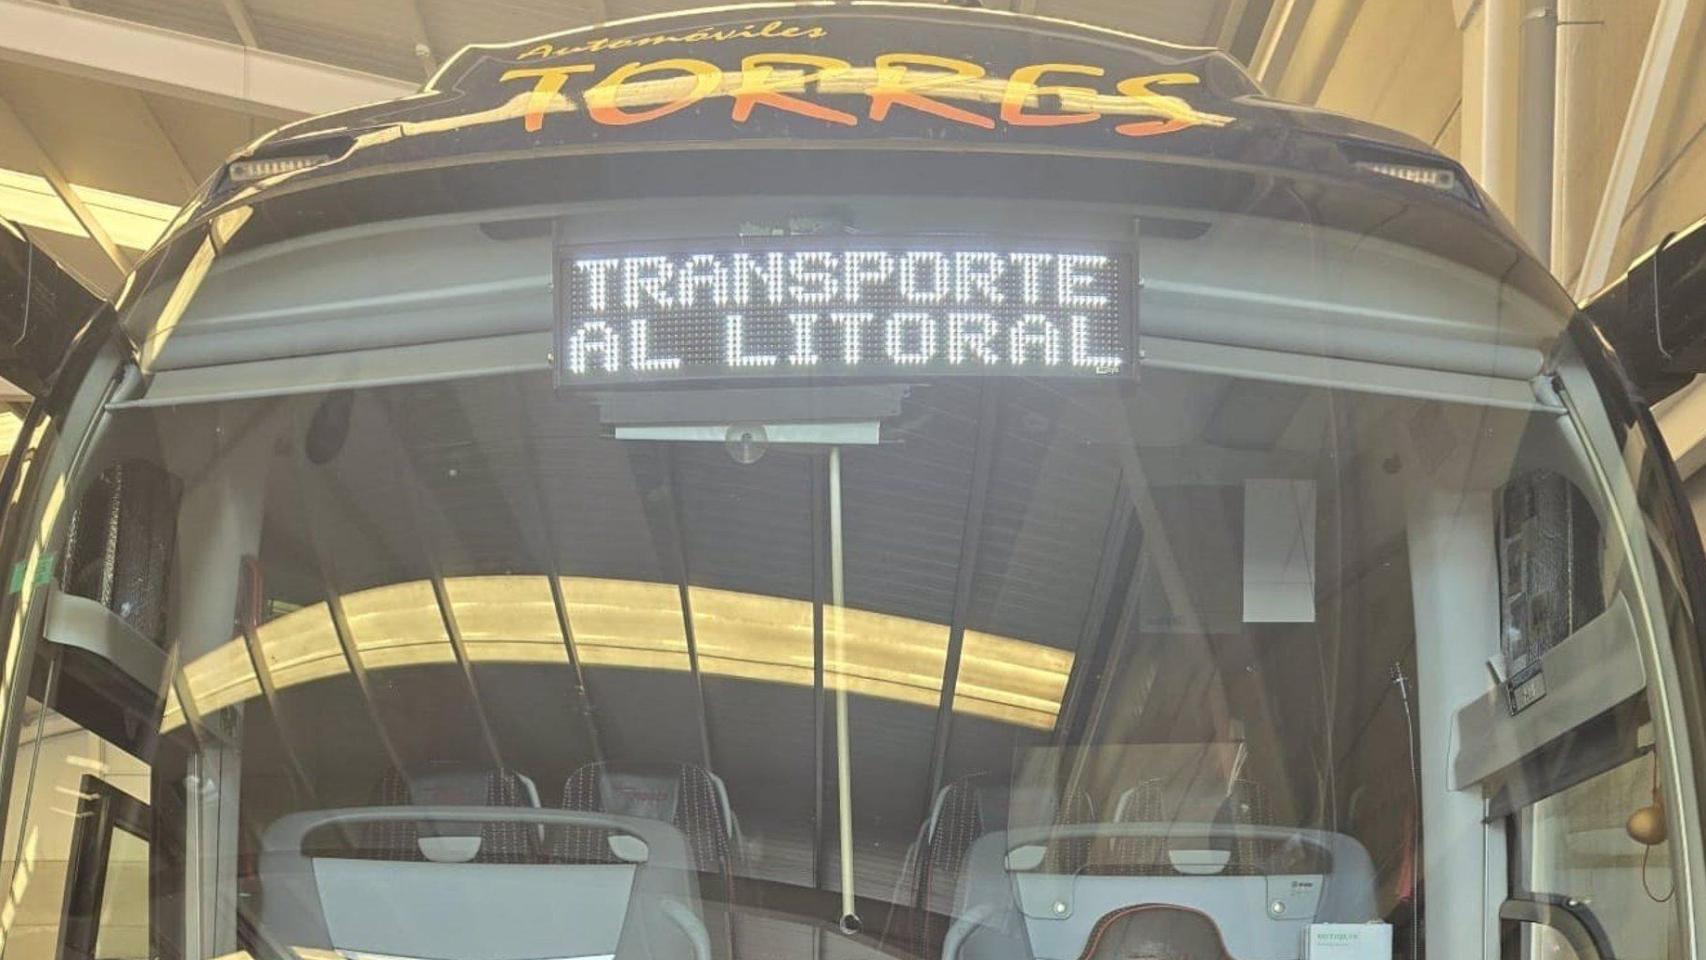 Automóviles
TORRES
TRANSPORTE
AL LITORAL